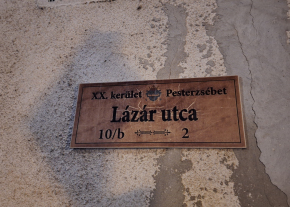 XX. kerület Pesterzsébet
Lázár utca
10/b 2